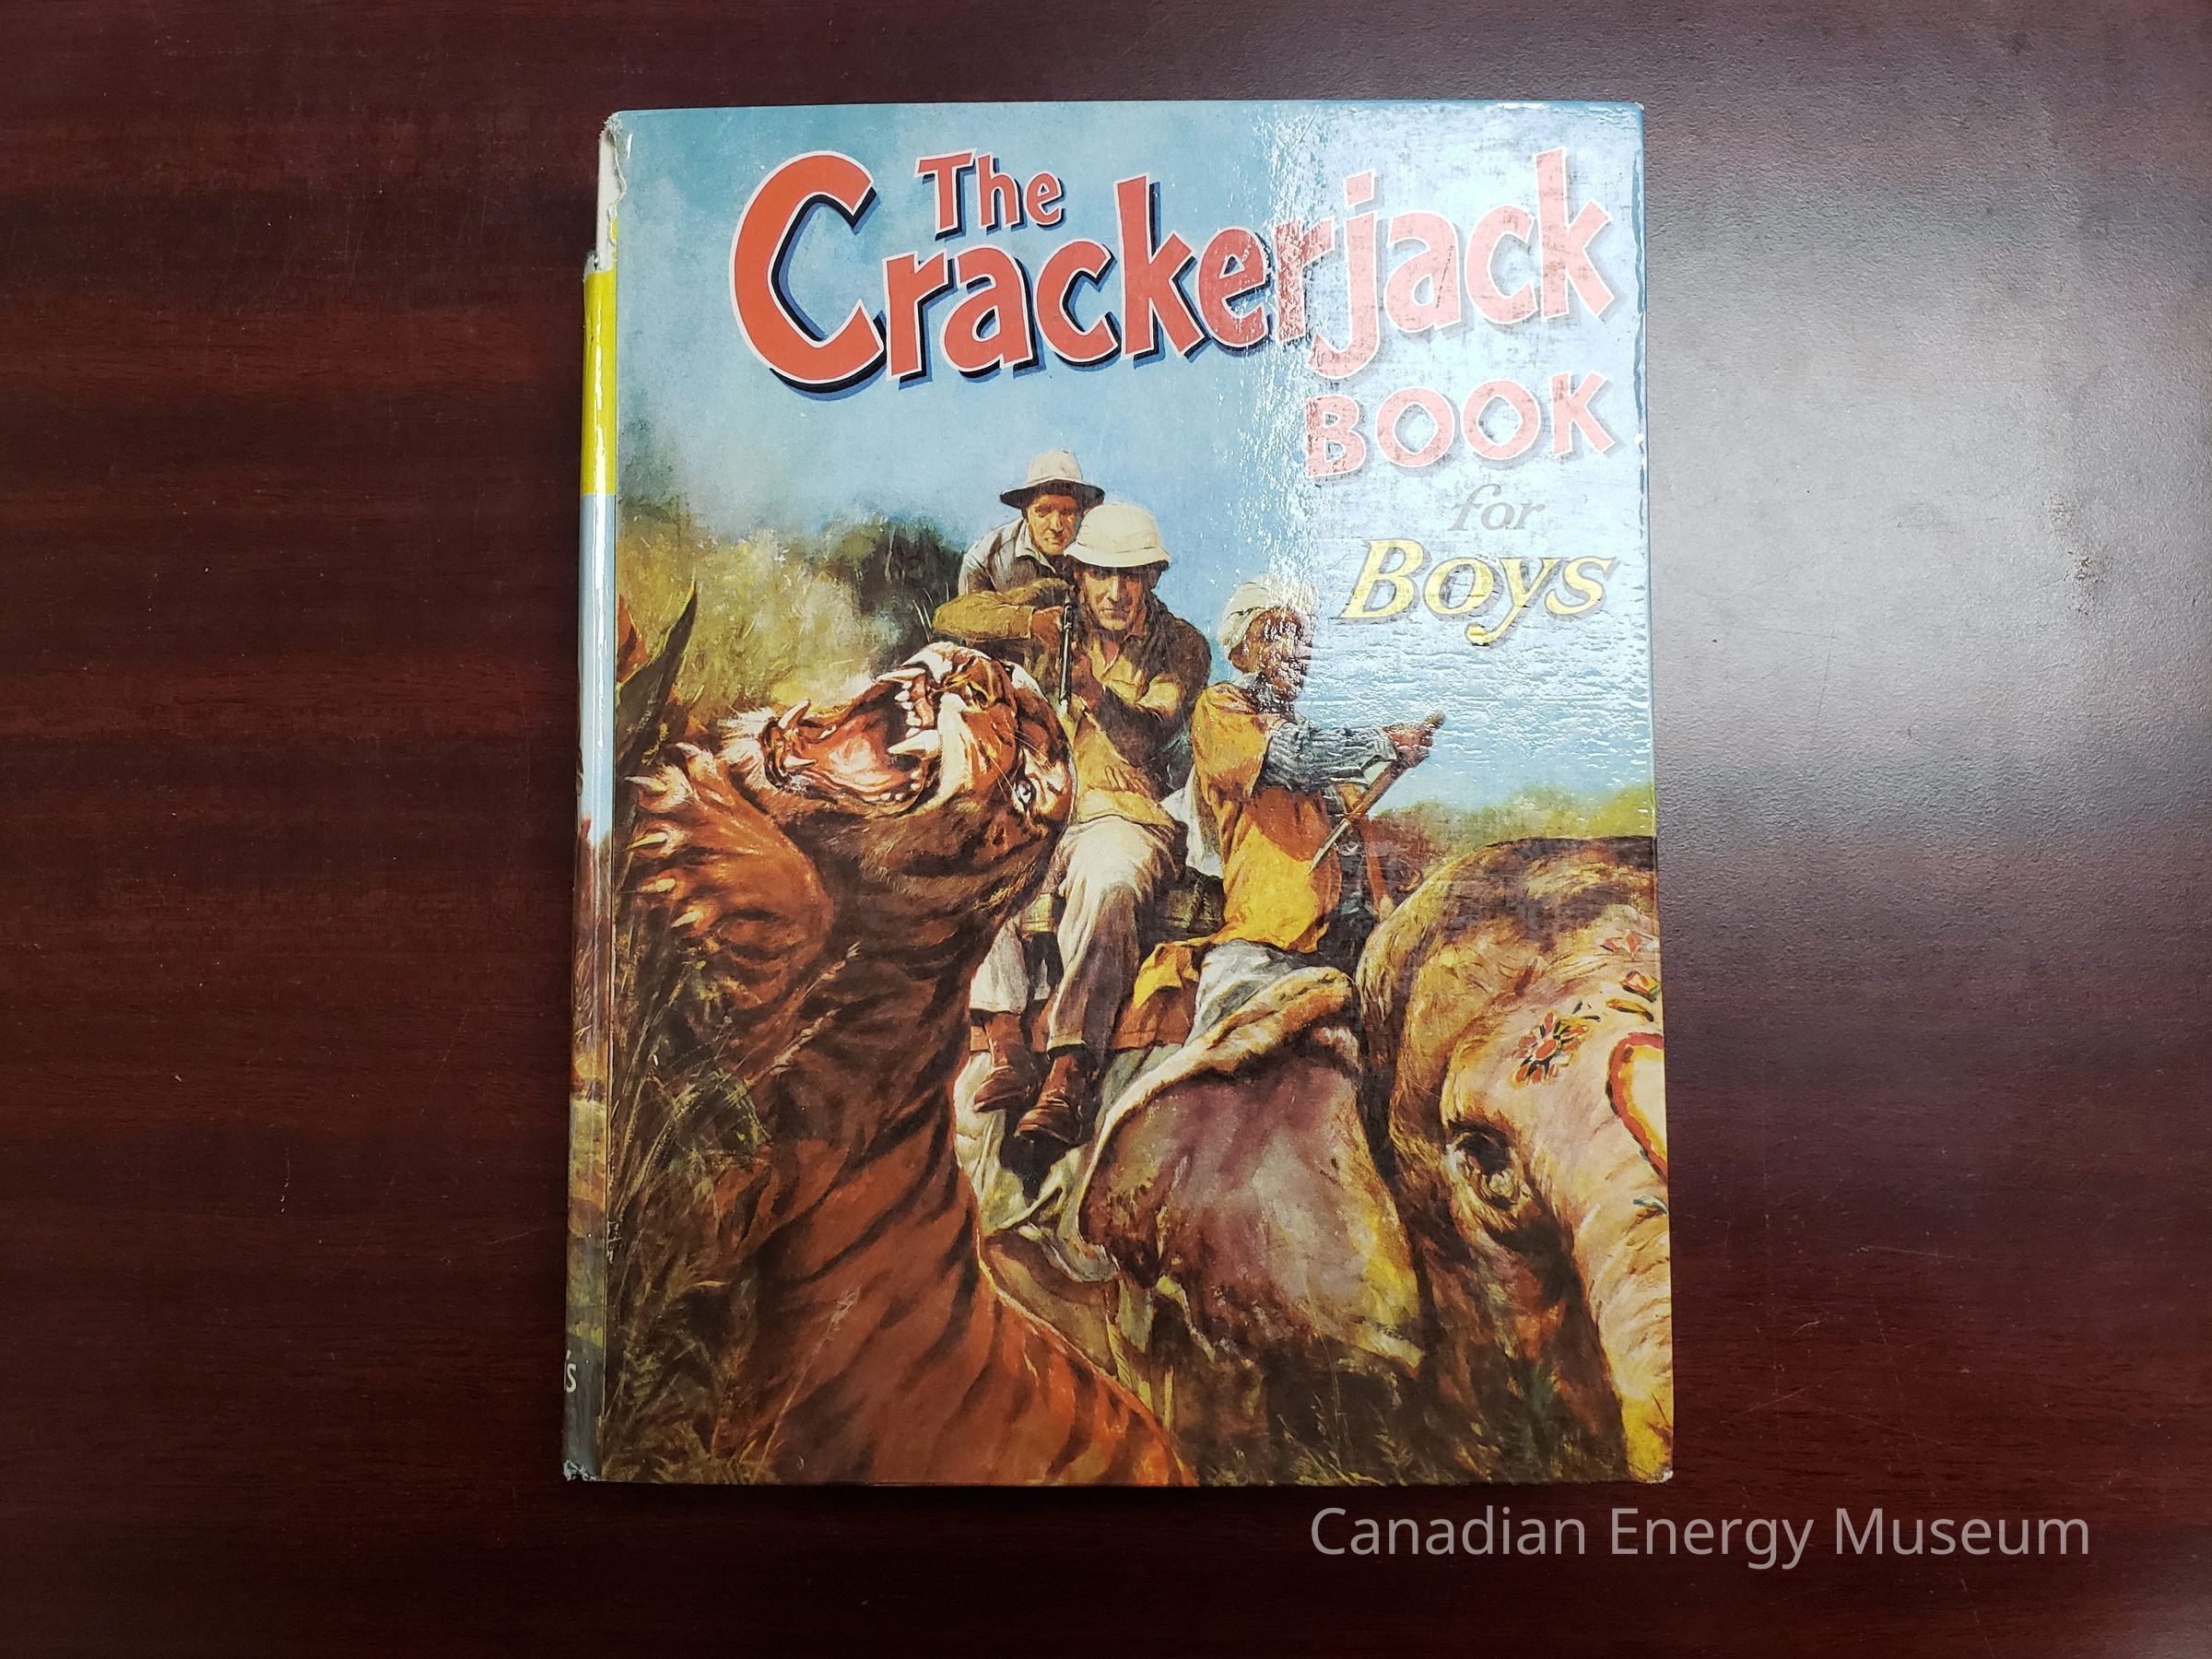 The
Crackerjack
BOOK
for
Boys
Canadian Energy Museum